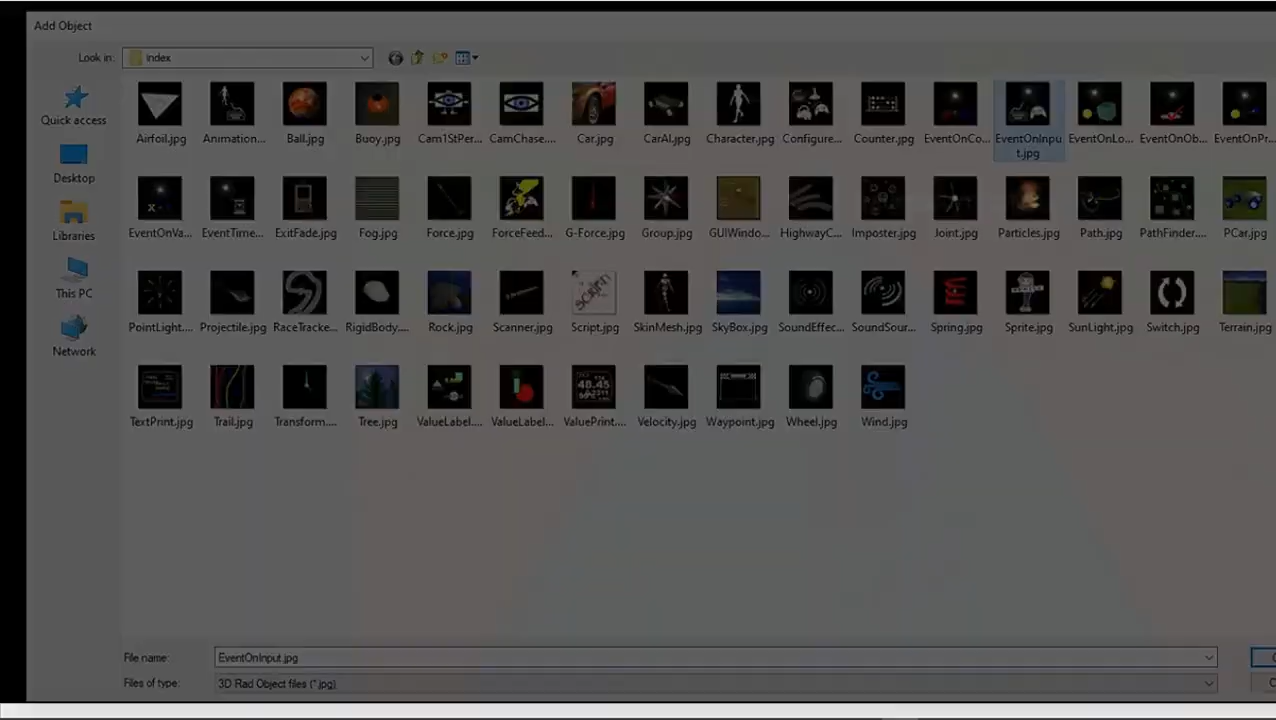 Add Object
Look in: Index
Quick access
Desktop
Libraries
This PC
Network
Airfoil.jpg Animation... Ball.jpg Buoy.jpg Cam1StPer... CamChase.... Car.jpg CarAI.jpg Character.jpg Configure... Counter.jpg EventOnCo... EventOnInpu EventOnLo... EventOnOb... EventOnPr...
t.jpg
EventOnVa... EventTime... ExitFade.jpg Fog.jpg Force.jpg ForceFeed... G-Force.jpg Group.jpg GUIWindo... HighwayC... Imposter.jpg Joint.jpg Particles.jpg Path.jpg PathFinder.... PCar.jpg
PointLight.... Projectile.jpg RaceTracke... RigidBody.... Rock.jpg Scanner.jpg Script.jpg SkinMesh.jpg SkyBox.jpg SoundEffec... SoundSour... Spring.jpg Sprite.jpg SunLight.jpg Switch.jpg Terrain.jpg
TextPrint.jpg Trail.jpg Transform.... Tree.jpg ValueLabel.... ValueLabel... ValuePrint.... Velocity.jpg Waypoint.jpg Wheel.jpg Wind.jpg
File name: EventOnInput.jpg
Files of type: 3D Rad Object files (*.jpg)